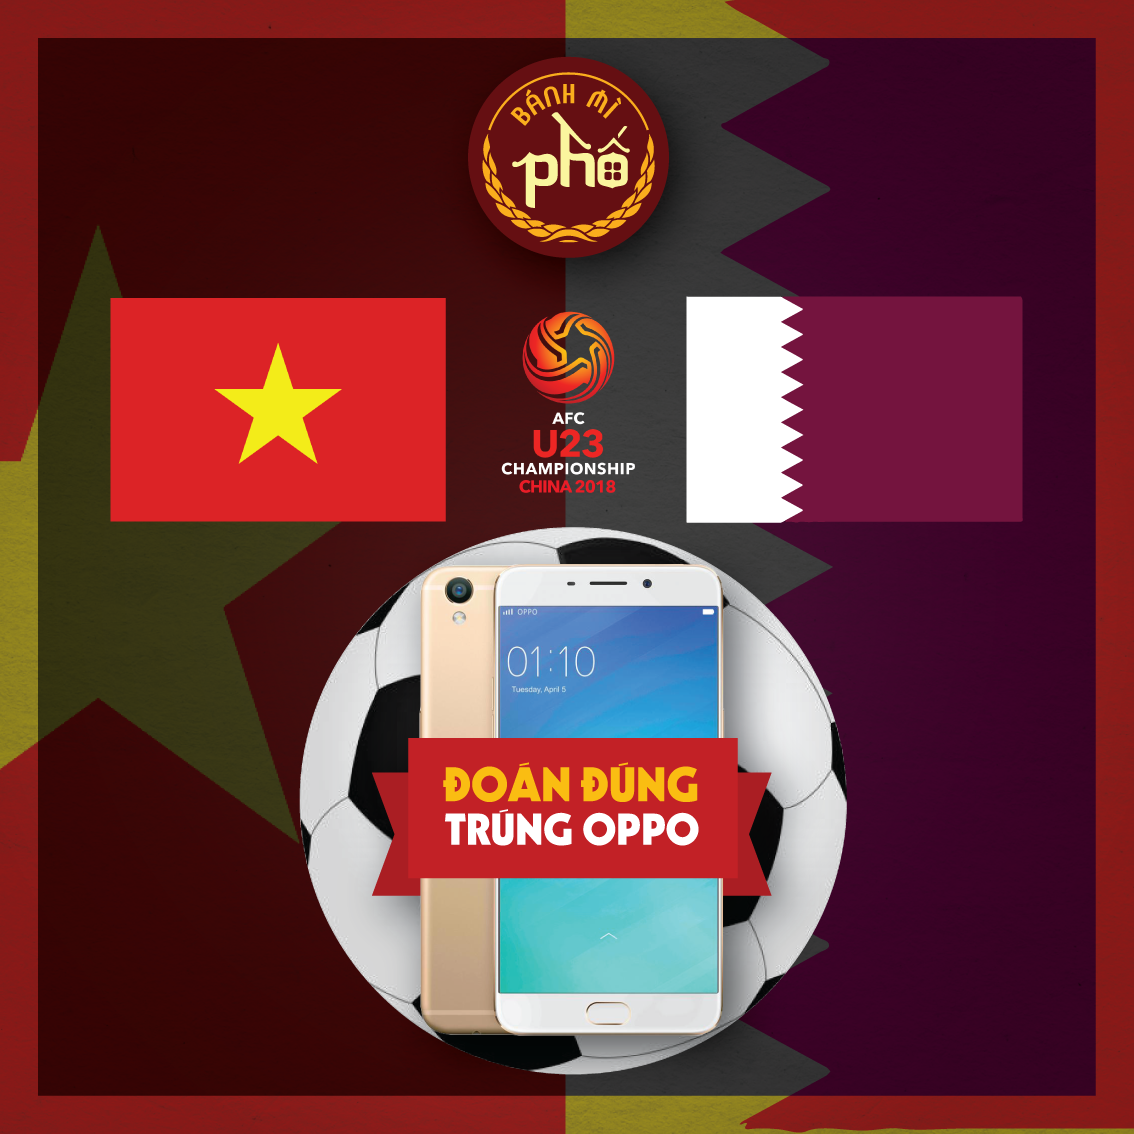 BÁNH MÌ
phố
AFC
U23
CHAMPIONSHIP
CHINA 2018
OPPO
01:10
Tuesday, April 5
ĐOÁN ĐÚNG
TRÚNG OPPO